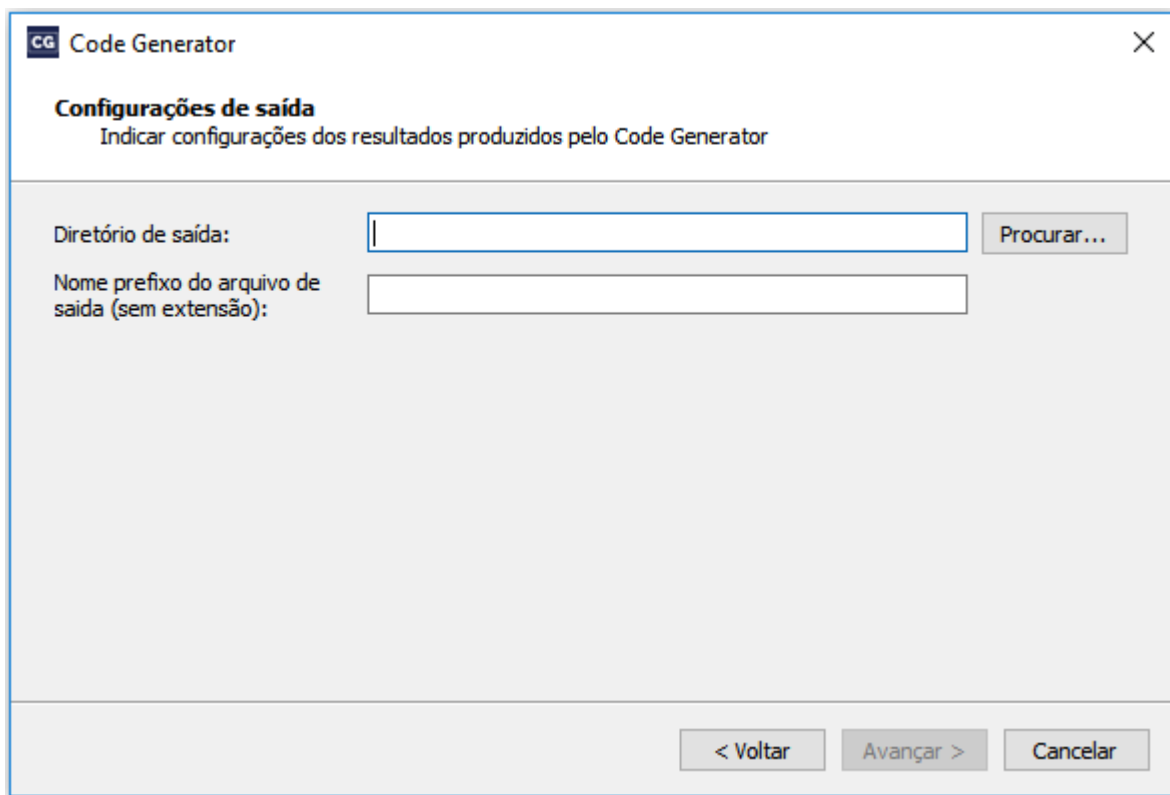 CG Code Generator
Configurações de saída
Indicar configurações dos resultados produzidos pelo Code Generator
Diretório de saída:
Procurar...
Nome prefixo do arquivo de
saida (sem extensão):
< Voltar
Avançar >
Cancelar